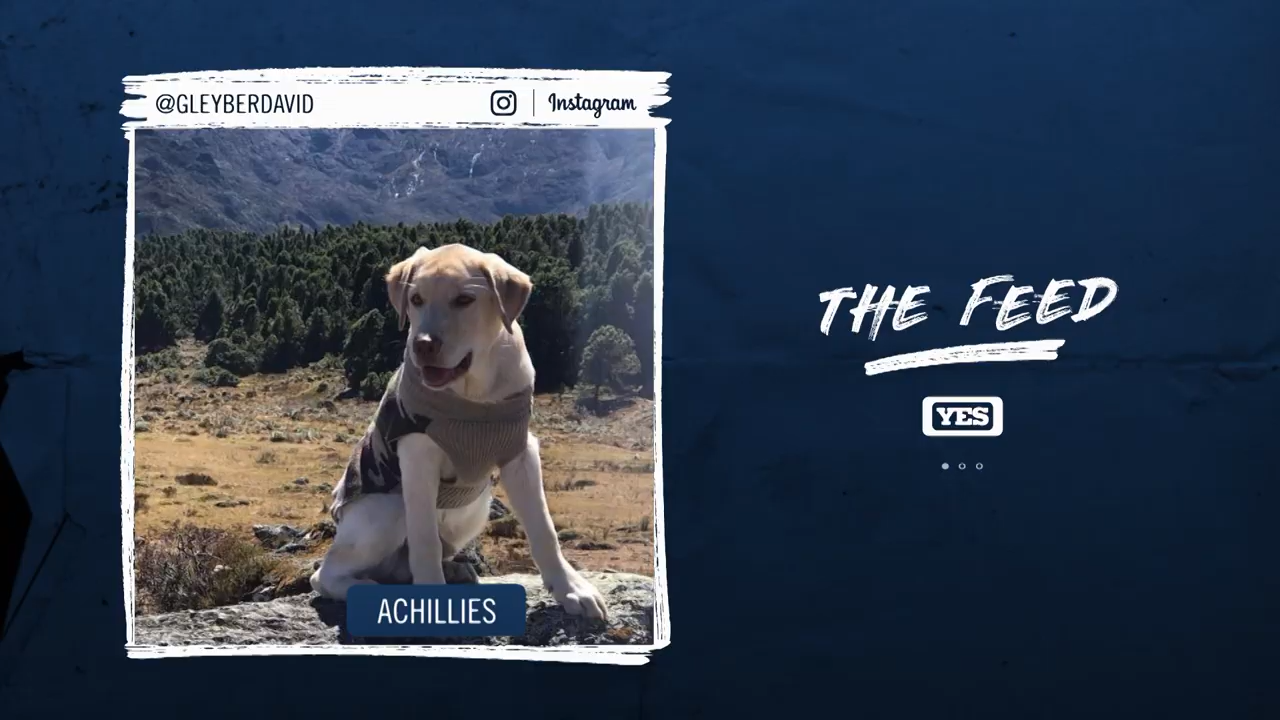 @GLEYBERDAVID
Instagram
ACHILLIES
THE FEED
YES